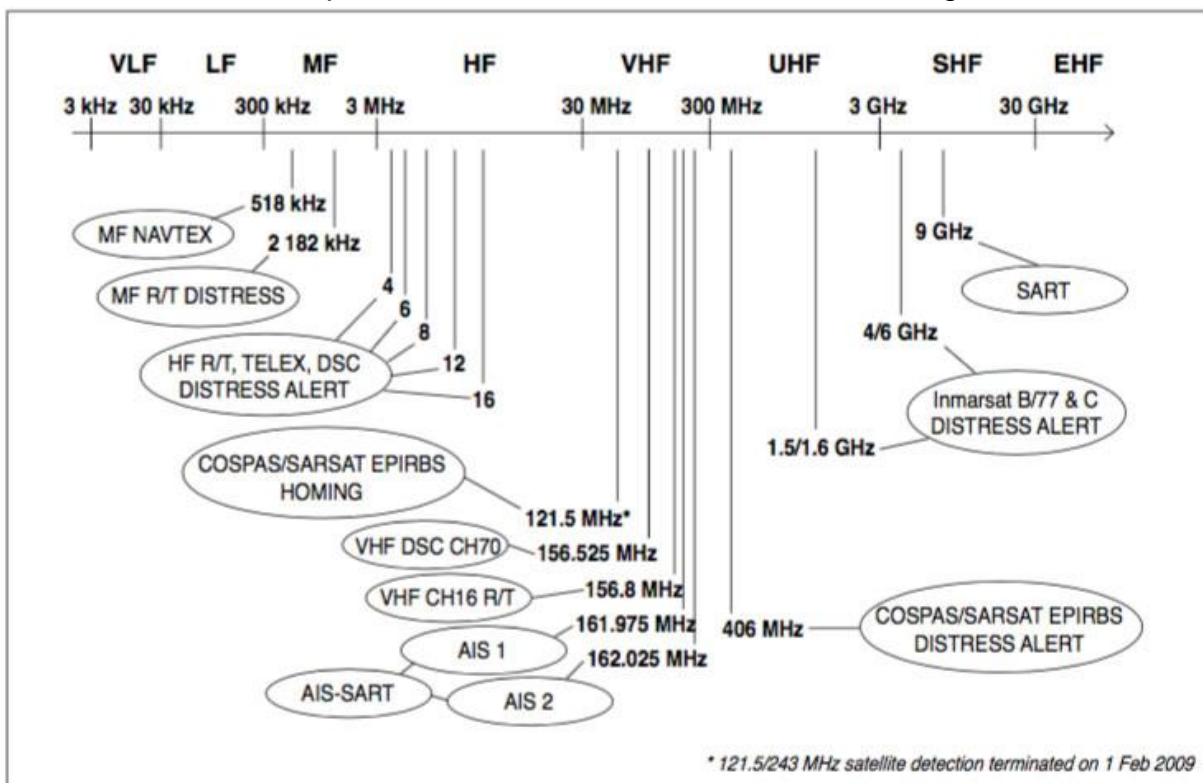 VLF LF MF HF VHF UHF SHF EHF
3 kHz 30 kHz 300 kHz 3 MHz 30 MHz 300 MHz 3 GHz 30 GHz
518 kHz
MF NAVTEX
2 182 kHz
9 GHz
MF R/T DISTRESS
SART
4
6
8
12
16
HF R/T, TELEX, DSC
DISTRESS ALERT
4/6 GHz
Inmarsat B/77 & C
DISTRESS ALERT
1.5/1.6 GHz
COSPAS/SARSAT EPIRBS
HOMING
121.5 MHz*
VHF DSC CH70
156.525 MHz
VHF CH16 R/T
156.8 MHz
161.975 MHz
AIS 1
406 MHz
COSPAS/SARSAT EPIRBS
DISTRESS ALERT
162.025 MHz
AIS-SART
AIS 2
* 121.5/243 MHz satellite detection terminated on 1 Feb 2009